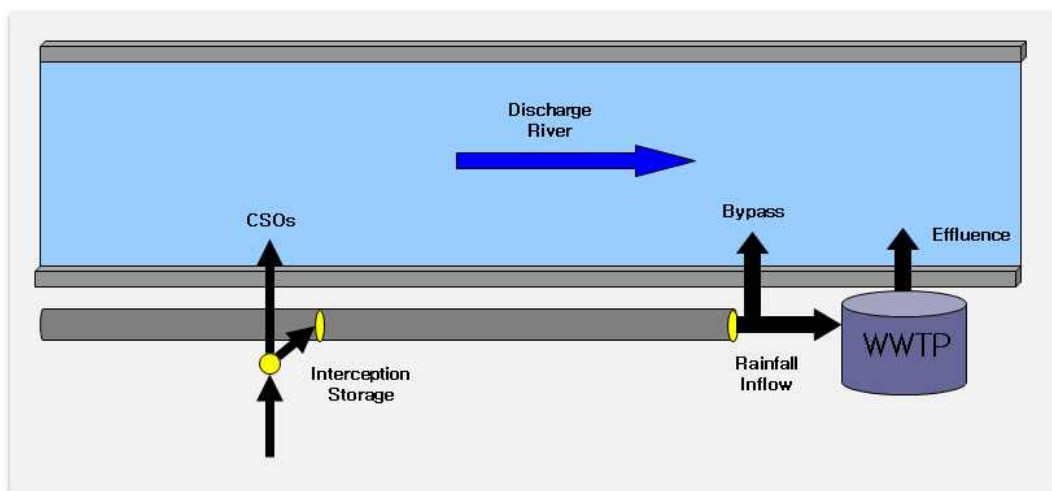 Discharge
River
CSOs
Bypass
Effluence
WWTP
Interception
Storage
Rainfall
Inflow